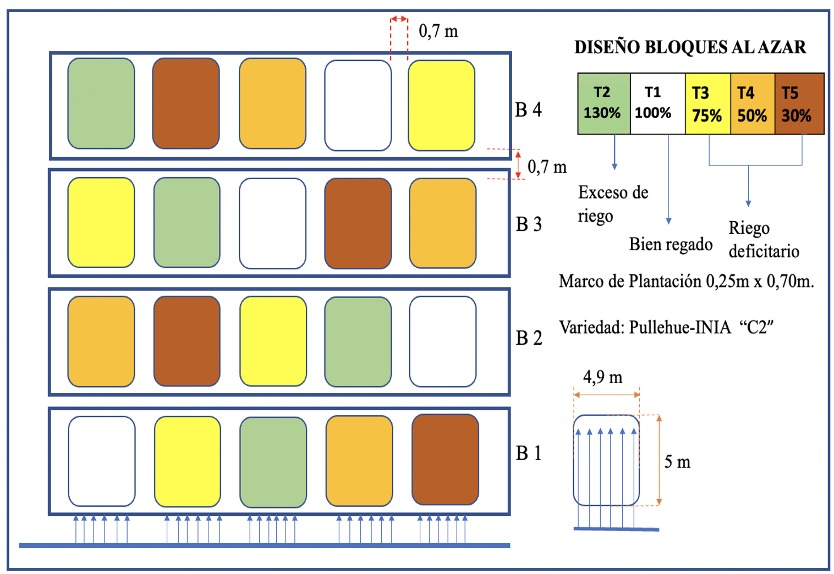 0,7 m
DISEÑO BLOQUES AL AZAR
T2 T1 T3 T4 T5
130% 100% 75% 50% 30%
B 4
0,7 m
Exceso de
riego
Bien regado
Riego
deficitario
B 3
Marco de Plantación 0,25m x 0,70m.
B 2
Variedad: Pullehue-INIA “C2”
4,9 m
B 1
5 m